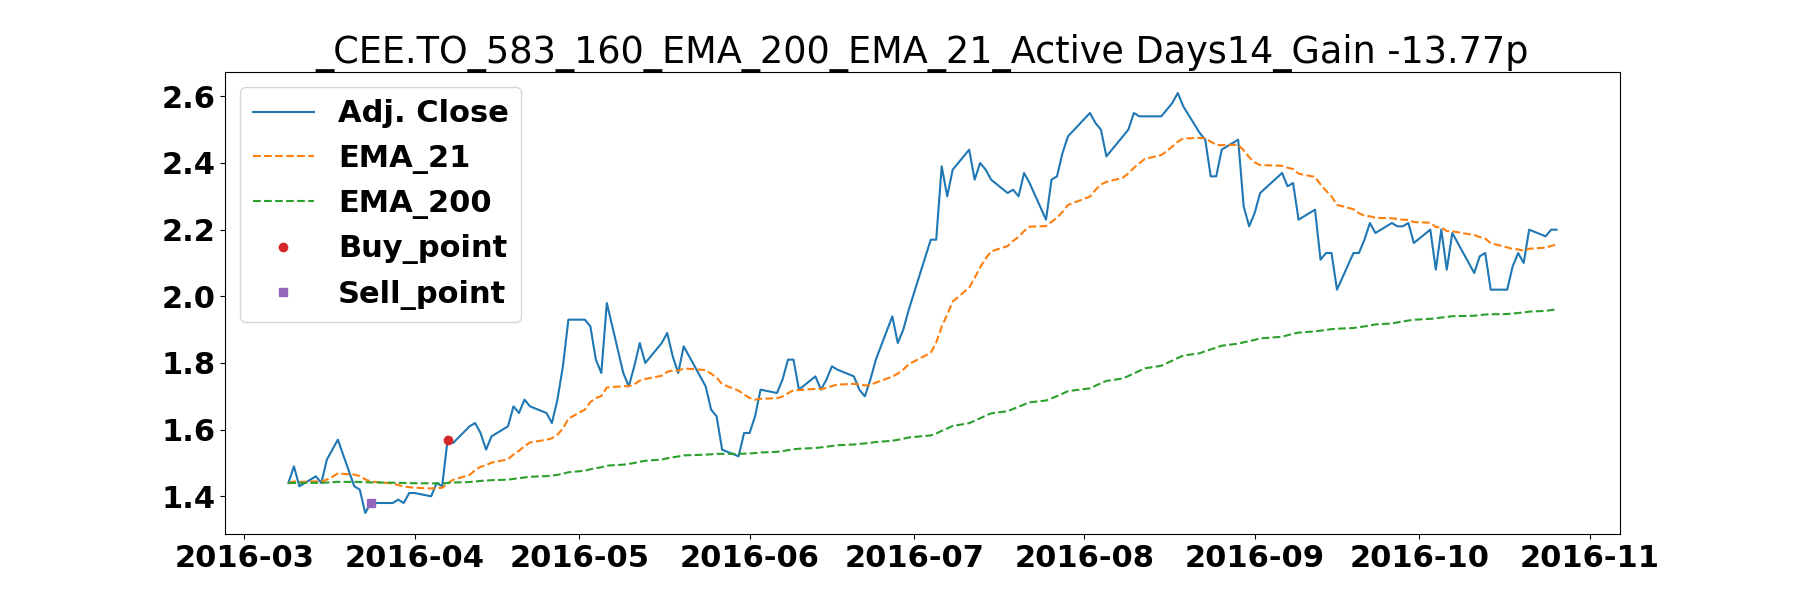 _CEE.TO_583_160_EMA_200_EMA_21_Active Days14_Gain -13.77p
Adj. Close
EMA_21
EMA_200
Buy_point
Sell_point
2.6
2.4
2.2
2.0
1.8
1.6
1.4
2016-03 2016-04 2016-05 2016-06 2016-07 2016-08 2016-09 2016-10 2016-11